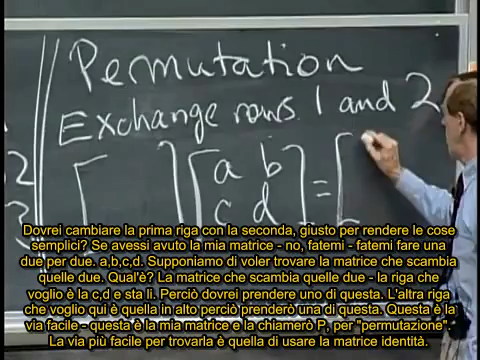 Permutation
Exchange rows 1 and 2
[ ] [ a b ] = [
c d
2
3
Dovrei cambiare la prima riga con la seconda, giusto per rendere le cose
semplici? Se avessi avuto la mia matrice - no, fatemi - fatemi fare una
due per due. a,b,c,d. Supponiamo di voler trovare la matrice che scambia
quelle due. Qual'è? La matrice che scambia quelle due - la riga che
voglio è la c,d e sta lì. Perciò dovrei prendere uno di questa. L'altra riga
che voglio qui è quella in alto perciò prenderò una di questa. Questa è la
via facile - questa è la mia matrice e la chiamerò P, per "permutazione".
La via più facile per trovarla è quella di usare la matrice identità.